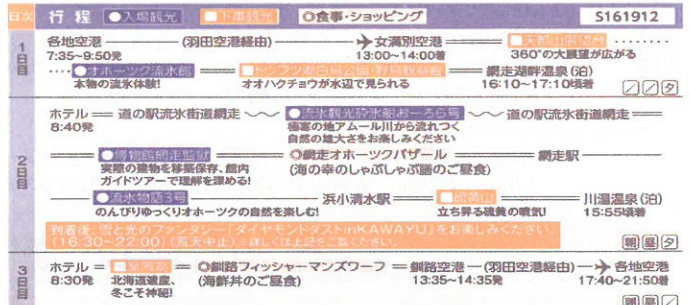 日次 行程 ●入場観光 ■下車観光 ◎食事・ショッピング S161912
1日目
各地空港 (羽田空港経由) 女満別空港 ■天都山展望台
7:35~9:50発 13:00~14:00着 360°の大展望が広がる
●オホーツク流氷館 ■トーフツ湖白鳥公園・野鳥観察舎 網走湖畔温泉(泊)
本物の流氷体験! オオハクチョウが水辺で見られる 16:10~17:10頃着
夕
2日目
ホテル 道の駅流氷街道網走 ●流氷観光砕氷船おーろら号 道の駅流氷街道網走
8:40発 極寒の地アムール川から流れつく
自然の雄大さをお楽しみください
●博物館網走監獄 ◎網走オホーツクバザール 網走駅
実際の建物を移築保存、館内 (海の幸のしゃぶしゃぶ膳のご昼食)
ガイドツアーで理解を深める!
●流氷物語3号 浜小清水駅 ■硫黄山 川湯温泉(泊)
のんびりゆっくりオホーツクの自然を楽しむ! 立ち昇る硫黄の噴気! 15:55頃着
到着後、雪と光のファンタジー「ダイヤモンドダストinKAWAYU」をお楽しみください。
(16:30~22:00)(荒天中止) 詳しくは上記をご覧ください。
朝 昼 夕
3日目
ホテル ◎釧路フィッシャーマンズワーフ 釧路空港 (羽田空港経由) 各地空港
8:30発 北海道遺産、 (海鮮丼のご昼食) 13:35~14:35発 17:40~21:50着
冬こそ神秘!
朝 昼